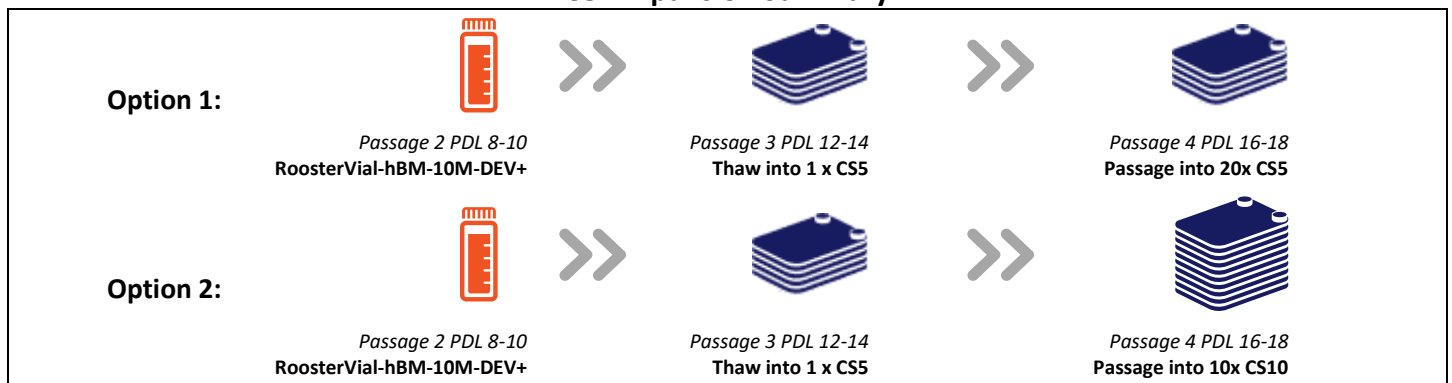 Option 1:
Passage 2 PDL 8-10 Passage 3 PDL 12-14 Passage 4 PDL 16-18
RoosterVial-hBM-10M-DEV+ Thaw into 1 x CS5 Passage into 20x CS5
Option 2:
Passage 2 PDL 8-10 Passage 3 PDL 12-14 Passage 4 PDL 16-18
RoosterVial-hBM-10M-DEV+ Thaw into 1 x CS5 Passage into 10x CS10